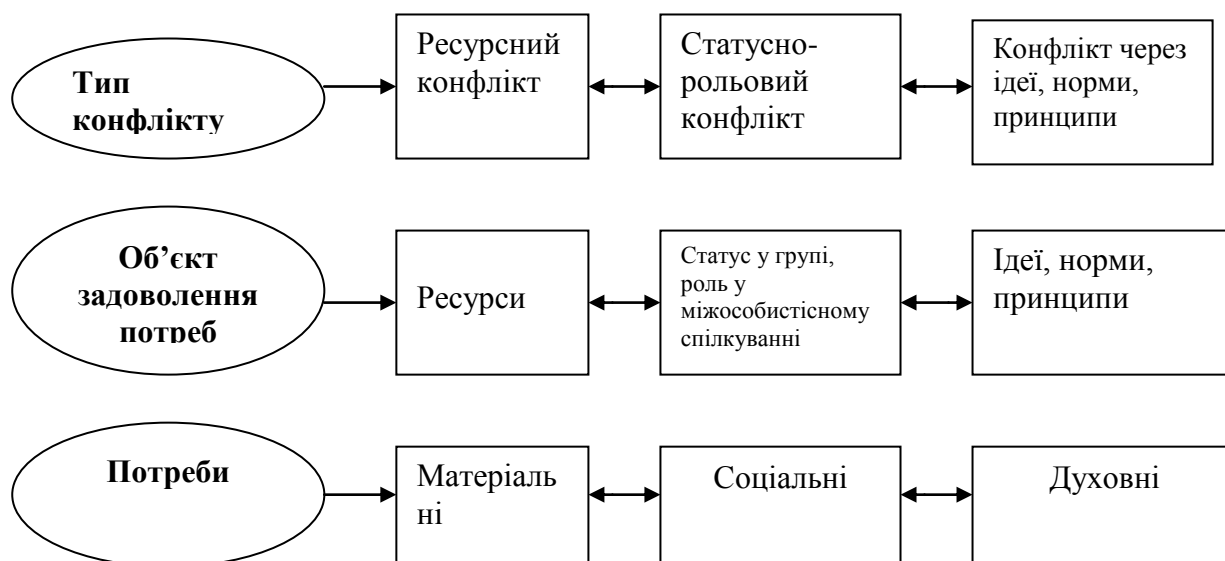 Тип
конфлікту
Ресурсний
конфлікт
Статусно-
рольовий
конфлікт
Конфлікт через
ідеї, норми,
принципи
Об’єкт
задоволення
потреб
Ресурси
Статус у групі,
роль у
міжособистісному
спілкуванні
Ідеї, норми,
принципи
Потреби
Матеріаль
ні
Соціальні
Духовні